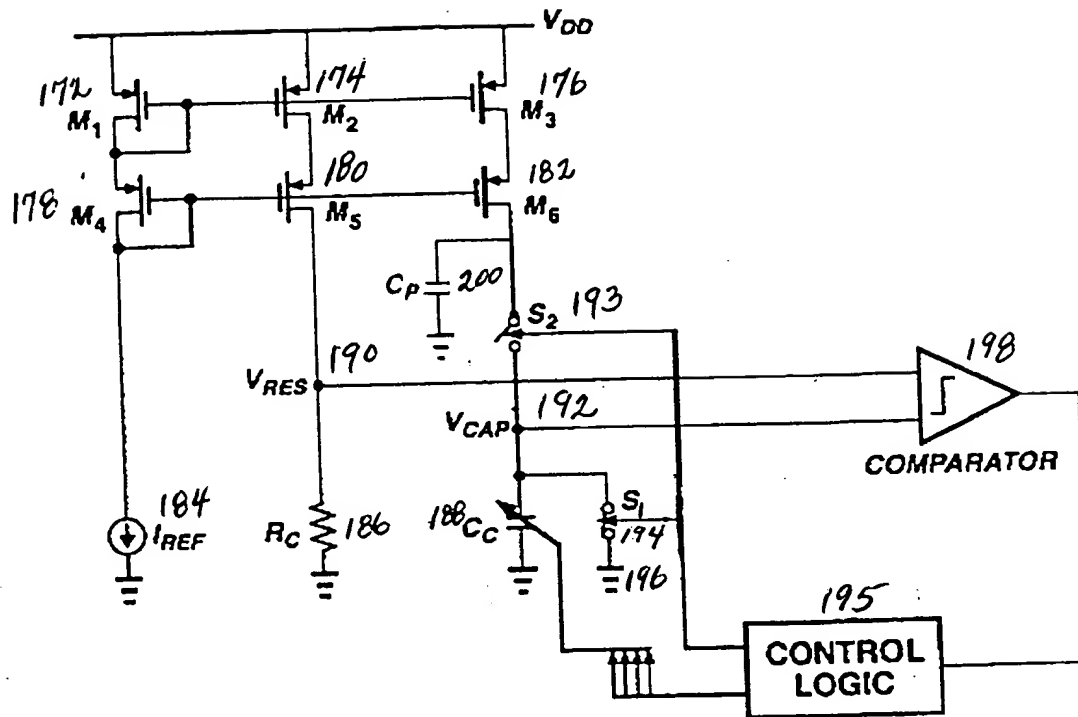 V_DD
172 174 176
M_1 M_2 M_3
178 180 182
M_4 M_5 M_6
C_P 200
S_2 193
190 198
V_RES
192
V_CAP
COMPARATOR
184
I_REF
R_C 186
188 C_C
S_1
194
196
195
CONTROL
LOGIC